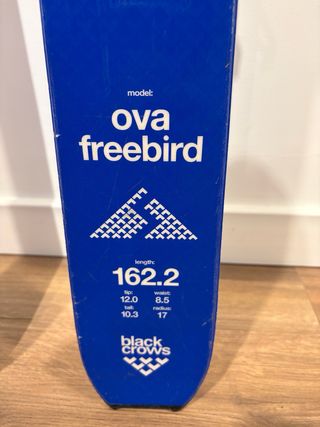 model:
ova
freebird
length:
162.2
tip: waist:
12.0 8.5
tail: radius:
10.3 17
black
crows